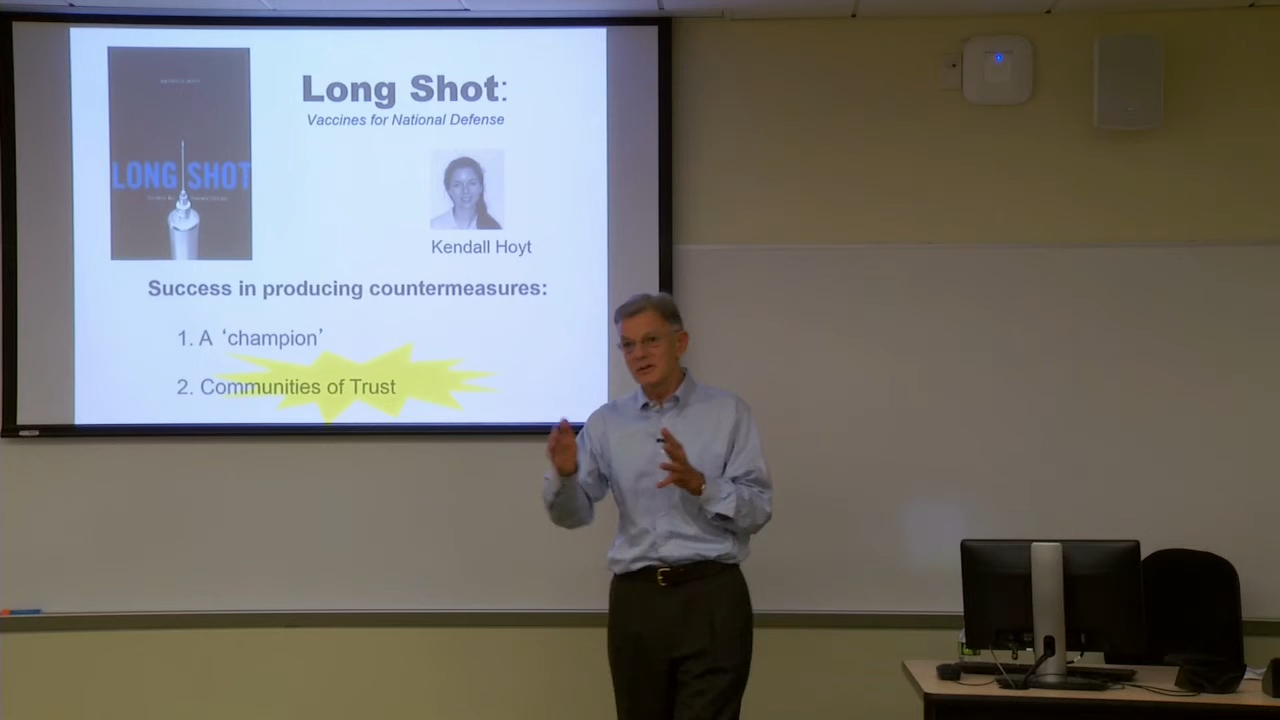 LONG SHOT
Long Shot:
Vaccines for National Defense
Kendall Hoyt
Success in producing countermeasures:
1. A ‘champion’
2. Communities of Trust